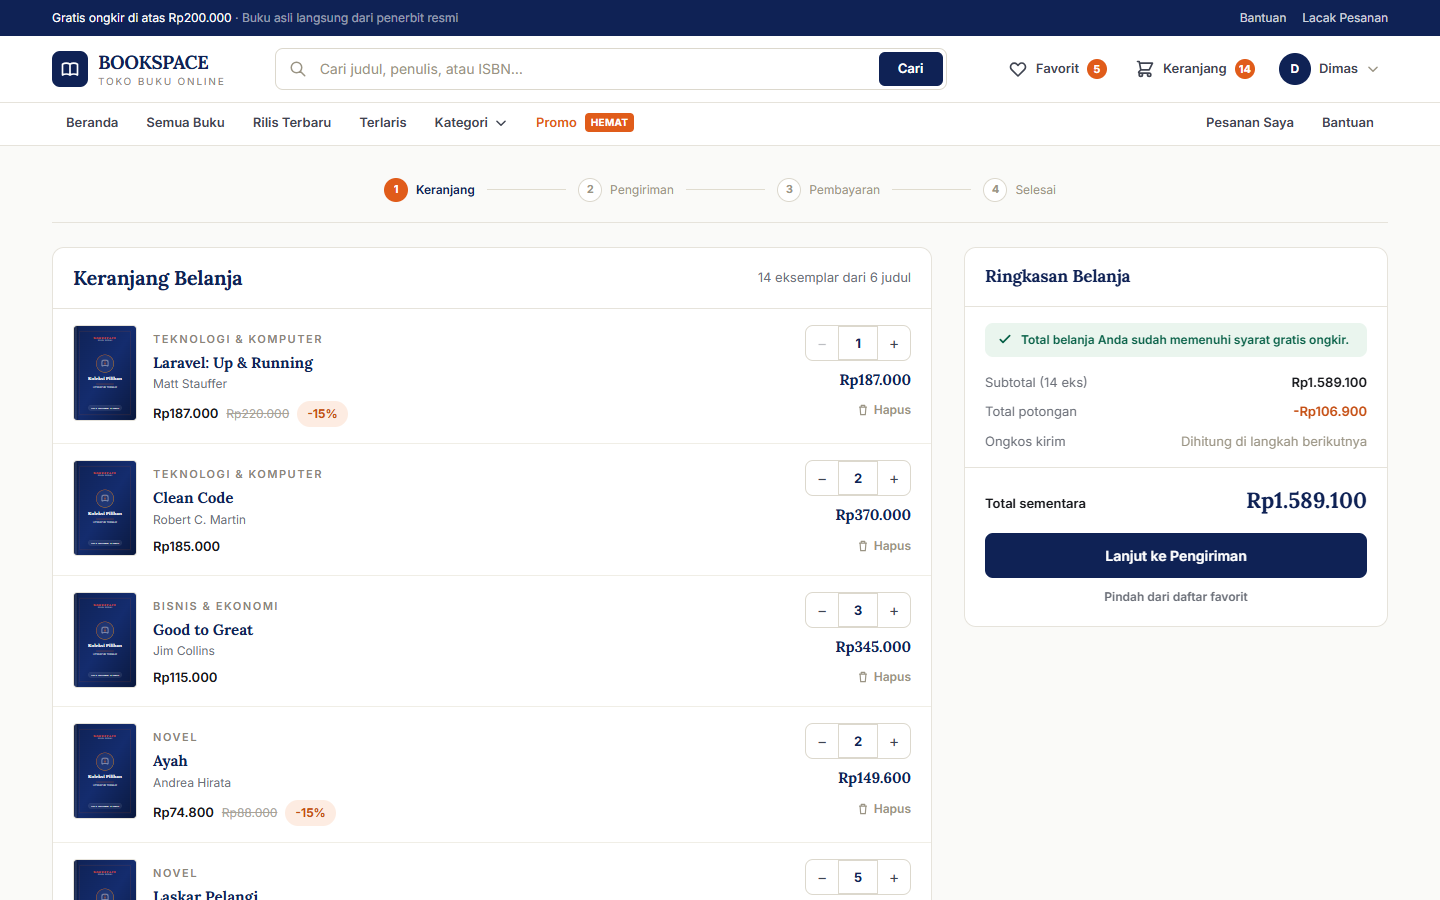 Gratis ongkir di atas Rp200.000 · Buku asli langsung dari penerbit resmi
Bantuan Lacak Pesanan
BOOKSPACE
TOKO BUKU ONLINE
Cari judul, penulis, atau ISBN...
Cari
Favorit 5
Keranjang 14
D Dimas
Beranda Semua Buku Rilis Terbaru Terlaris Kategori Promo HEMAT
Pesanan Saya Bantuan
1 Keranjang 2 Pengiriman 3 Pembayaran 4 Selesai
Keranjang Belanja
14 eksemplar dari 6 judul
TEKNOLOGI & KOMPUTER
Laravel: Up & Running
Matt Stauffer
Rp187.000 Rp220.000 -15%
− 1 +
Rp187.000
Hapus
Koleksi Pilihan
TEKNOLOGI & KOMPUTER
Clean Code
Robert C. Martin
Rp185.000
− 2 +
Rp370.000
Hapus
Koleksi Pilihan
BISNIS & EKONOMI
Good to Great
Jim Collins
Rp115.000
− 3 +
Rp345.000
Hapus
Koleksi Pilihan
NOVEL
Ayah
Andrea Hirata
Rp74.800 Rp88.000 -15%
− 2 +
Rp149.600
Hapus
Koleksi Pilihan
NOVEL
Laskar Pelangi
− 5 +
Ringkasan Belanja
Total belanja Anda sudah memenuhi syarat gratis ongkir.
Subtotal (14 eks) Rp1.589.100
Total potongan -Rp106.900
Ongkos kirim Dihitung di langkah berikutnya
Total sementara Rp1.589.100
Lanjut ke Pengiriman
Pindah dari daftar favorit